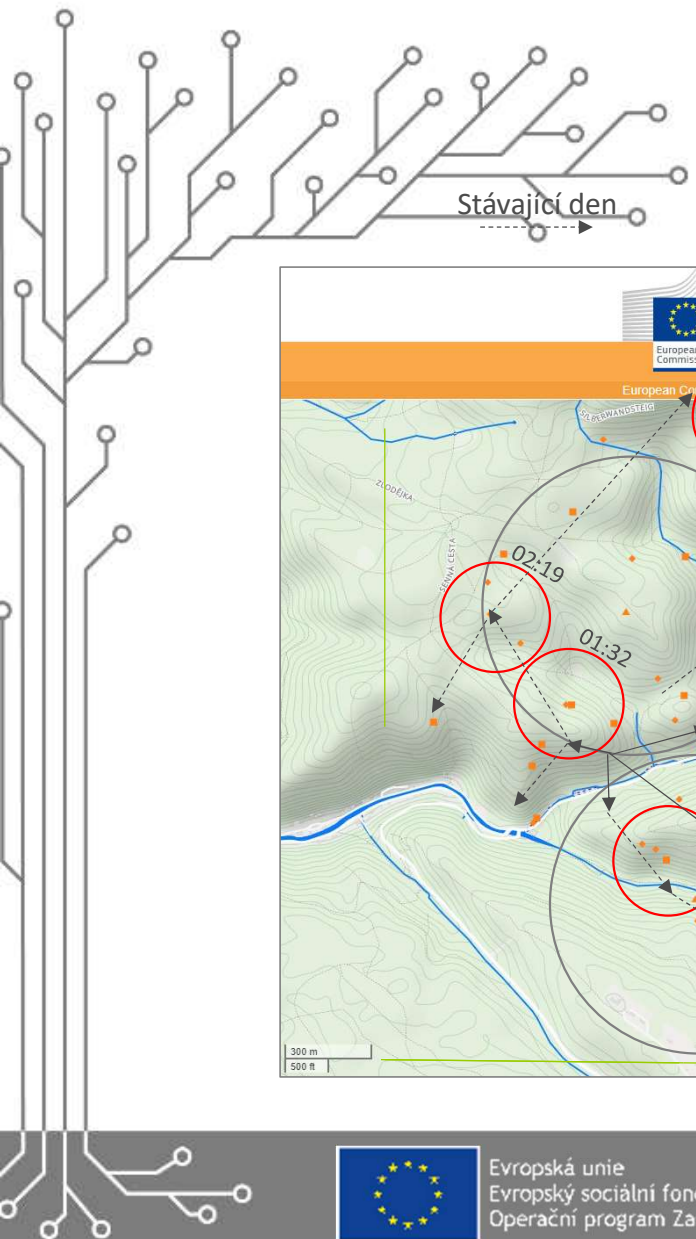 Stávající den
European
Commiss
European Co
SILBERWANDSTEIG
ZLODĚJKA
SENNÁ CESTA
02:19
01:32
300 m
500 ft
Evropská unie
Evropský sociální fon
Operační program Za